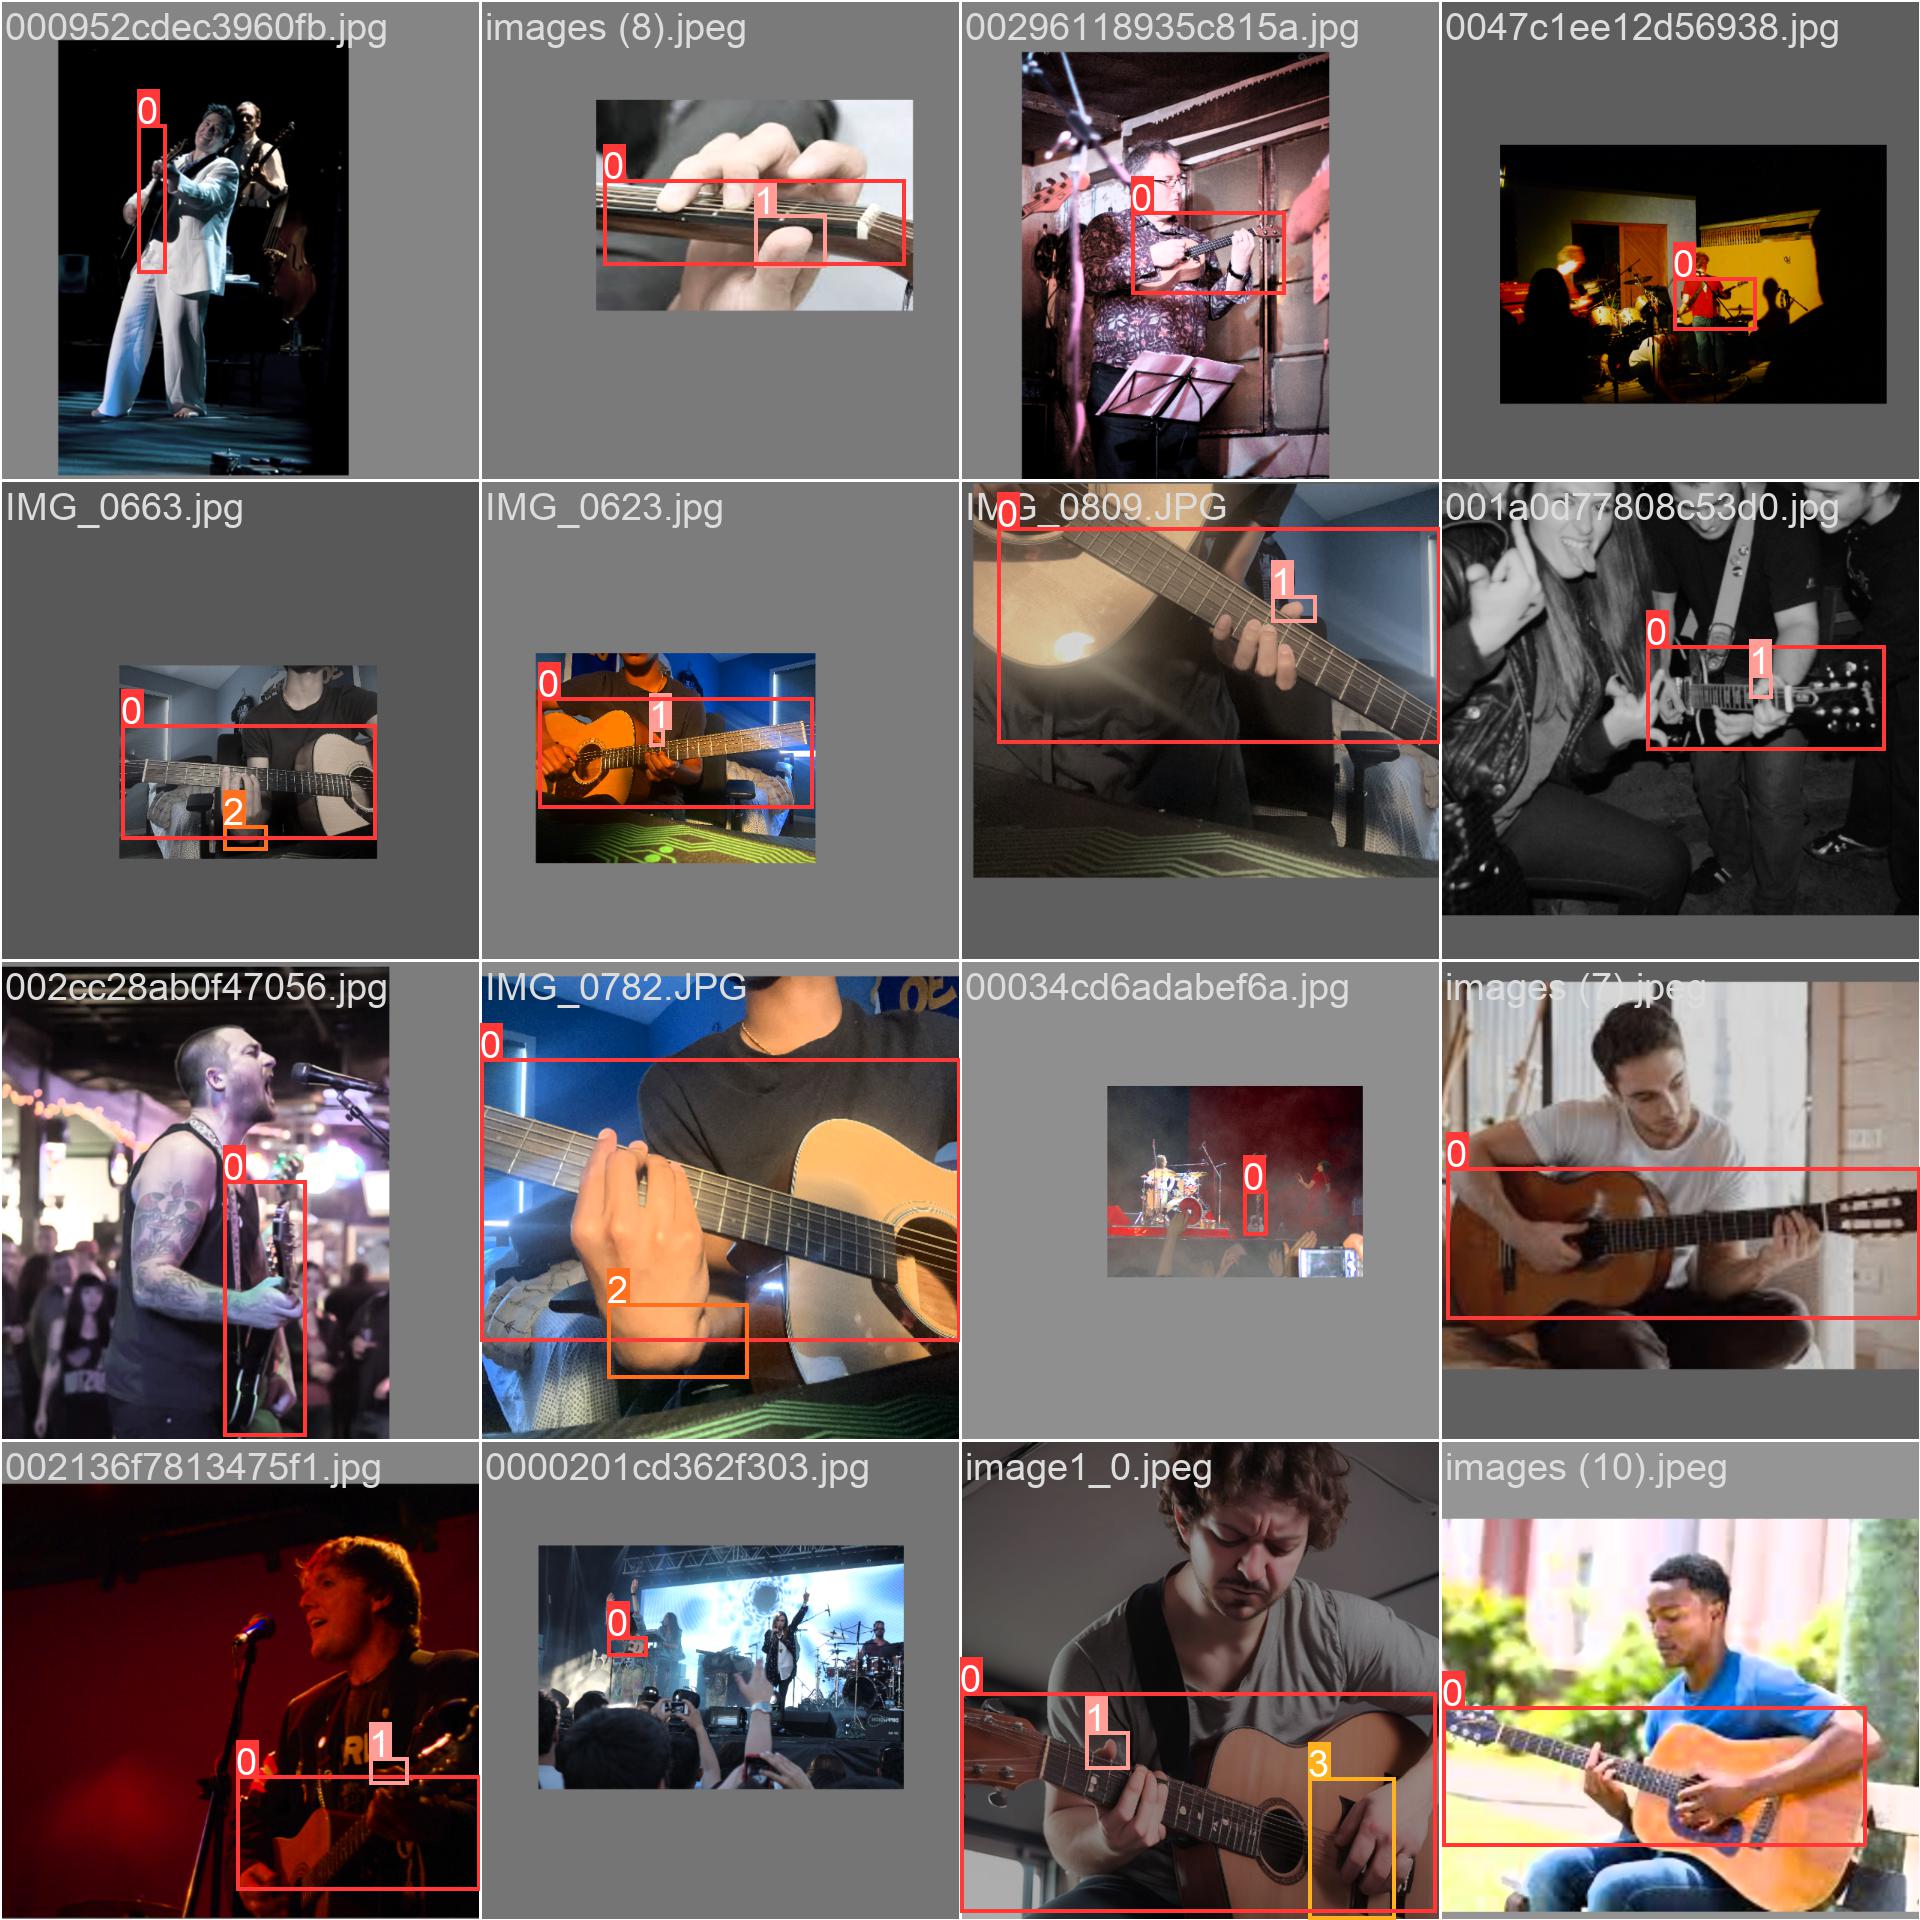 000952cdec3960fb.jpg
0
images (8).jpeg
0
1
00296118935c815a.jpg
0
0047c1ee12d56938.jpg
0
IMG_0663.jpg
0
2
IMG_0623.jpg
0
1
IMG_0809.JPG
0
1
001a0d77808c53d0.jpg
0
1
002cc28ab0f47056.jpg
0
IMG_0782.JPG
0
2
00034cd6adabef6a.jpg
0
images (7).jpeg
0
002136f7813475f1.jpg
0
1
0000201cd362f303.jpg
0
image1_0.jpeg
0
1
3
images (10).jpeg
0